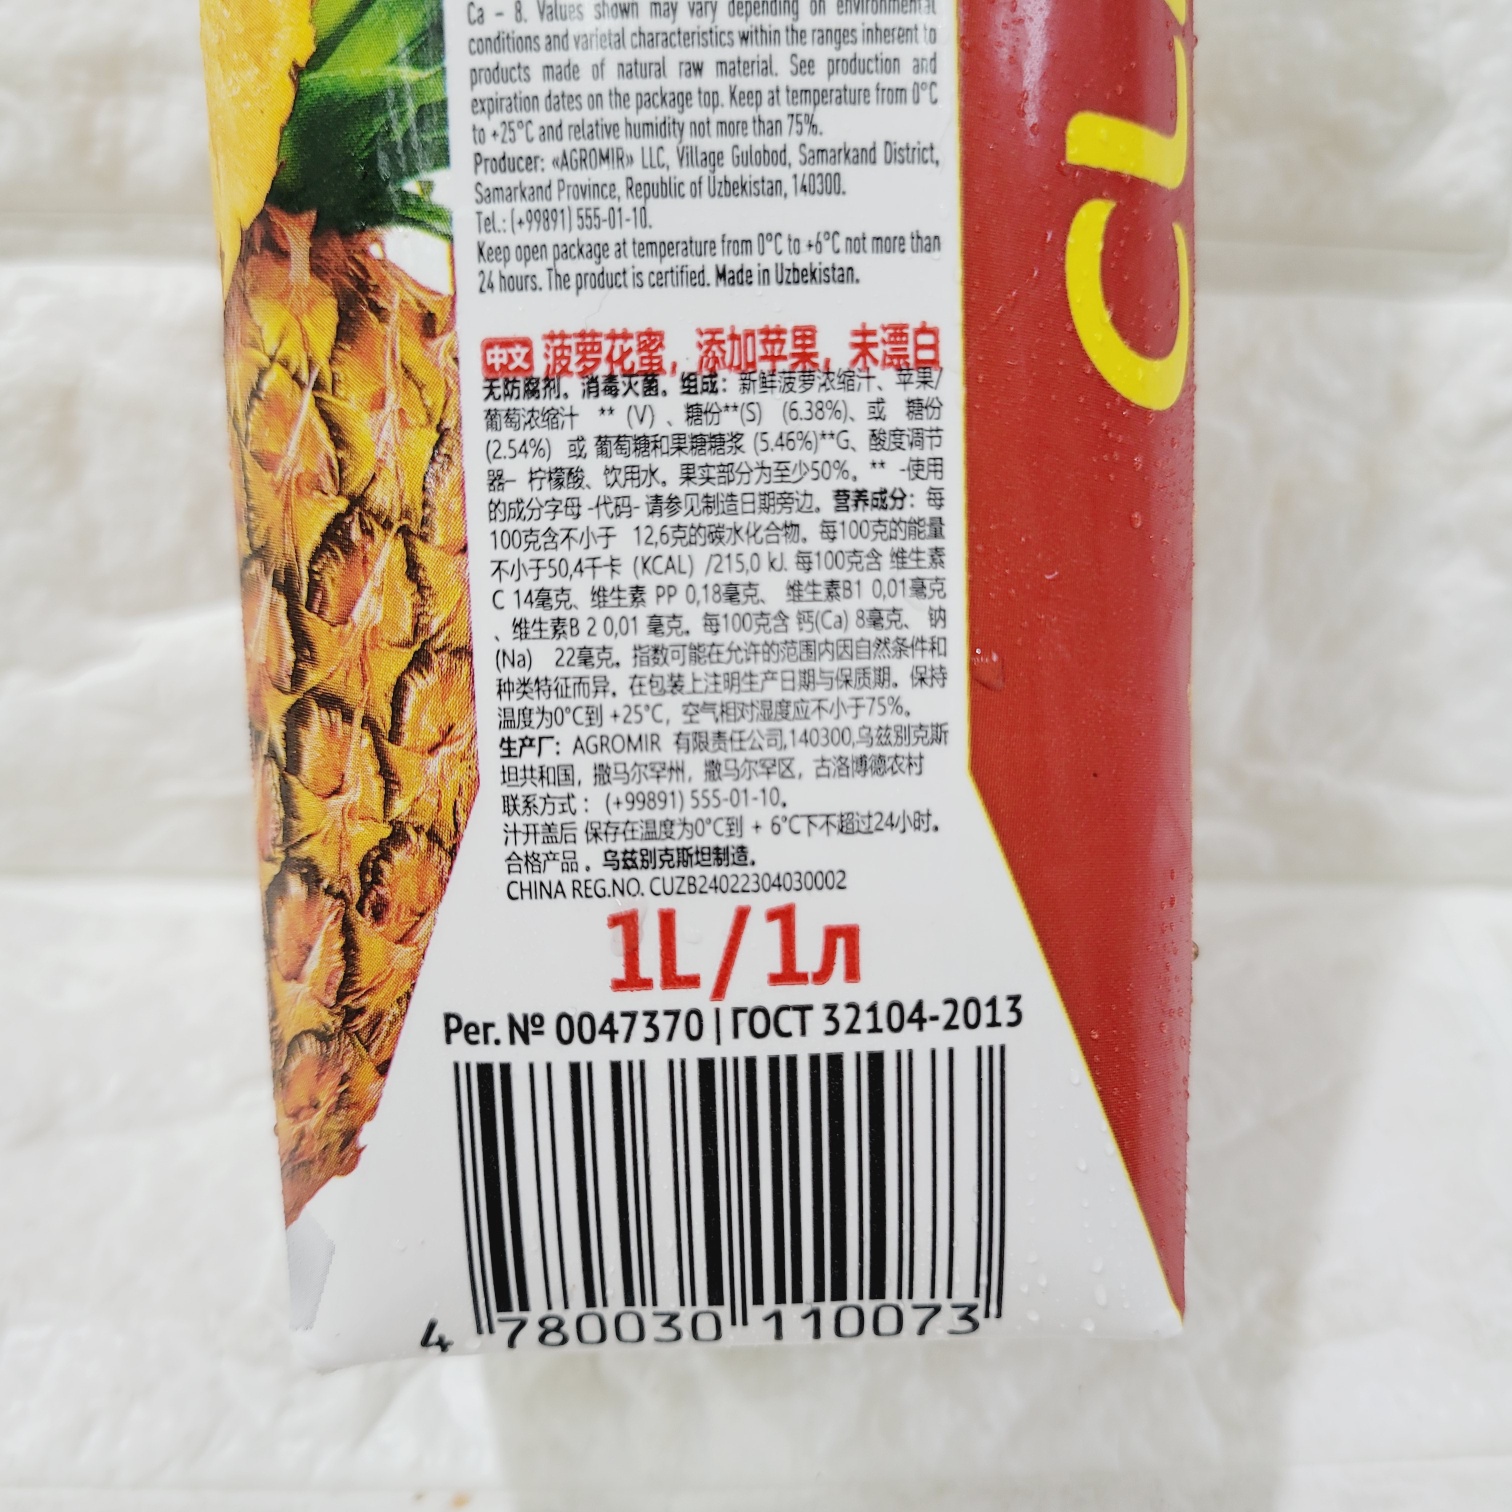 Ca – 8. Values shown may vary depending on environmental
conditions and varietal characteristics within the ranges inherent to
products made of natural raw material. See production and
expiration dates on the package top. Keep at temperature from 0°C
to +25°C and relative humidity not more than 75%.
Producer: «AGROMIR» LLC, Village Gulobod, Samarkand District,
Samarkand Province, Republic of Uzbekistan, 140300.
Tel.: (+99891) 555-01-10.
Keep open package at temperature from 0°C to +6°C not more than
24 hours. The product is certified. Made in Uzbekistan.
中文 菠萝花蜜，添加苹果，未漂白
无防腐剂。消毒灭菌。组成：新鲜菠萝浓缩汁、苹果/
葡萄浓缩汁 ** (V) 、糖份**(S) (6.38%)、或 糖份
(2.54%) 或 葡萄糖和果糖糖浆 (5.46%)**G、酸度调节
器– 柠檬酸、饮用水。果实部分为至少50%。** -使用
的成分字母 -代码- 请参见制造日期旁边。营养成分：每
100克含不小于 12,6克的碳水化合物。每100克的能量
不小于50,4千卡 (KCAL) /215,0 kJ. 每100克含 维生素
C 14毫克、维生素 PP 0,18毫克、 维生素B1 0,01毫克
、维生素B 2 0,01 毫克。每100克含 钙(Ca) 8毫克、 钠
(Na) 22毫克。指数可能在允许的范围内因自然条件和
种类特征而异。在包装上注明生产日期与保质期。保持
温度为0°C到 +25°C，空气相对湿度应不小于75%。
生产厂：AGROMIR 有限责任公司,140300,乌兹别克斯
坦共和国，撒马尔罕州，撒马尔罕区，古洛博德农村
联系方式： (+99891) 555-01-10。
汁开盖后 保存在温度为0°C到 + 6°C下不超过24小时。
合格产品 。乌兹别克斯坦制造。
CHINA REG.NO. CUZB24022304030002
1L/1л
Рег. № 0047370 | ГОСТ 32104-2013
4 780030 110073